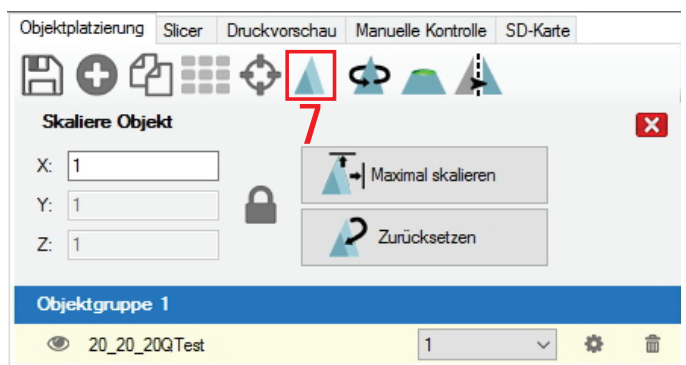 Objektplatzierung Slicer Druckvorschau Manuelle Kontrolle SD-Karte
7
Skaliere Objekt
X: 1
Maximal skalieren
Y: 1
Z: 1
Zurücksetzen
Objektgruppe 1
20_20_20QTest 1